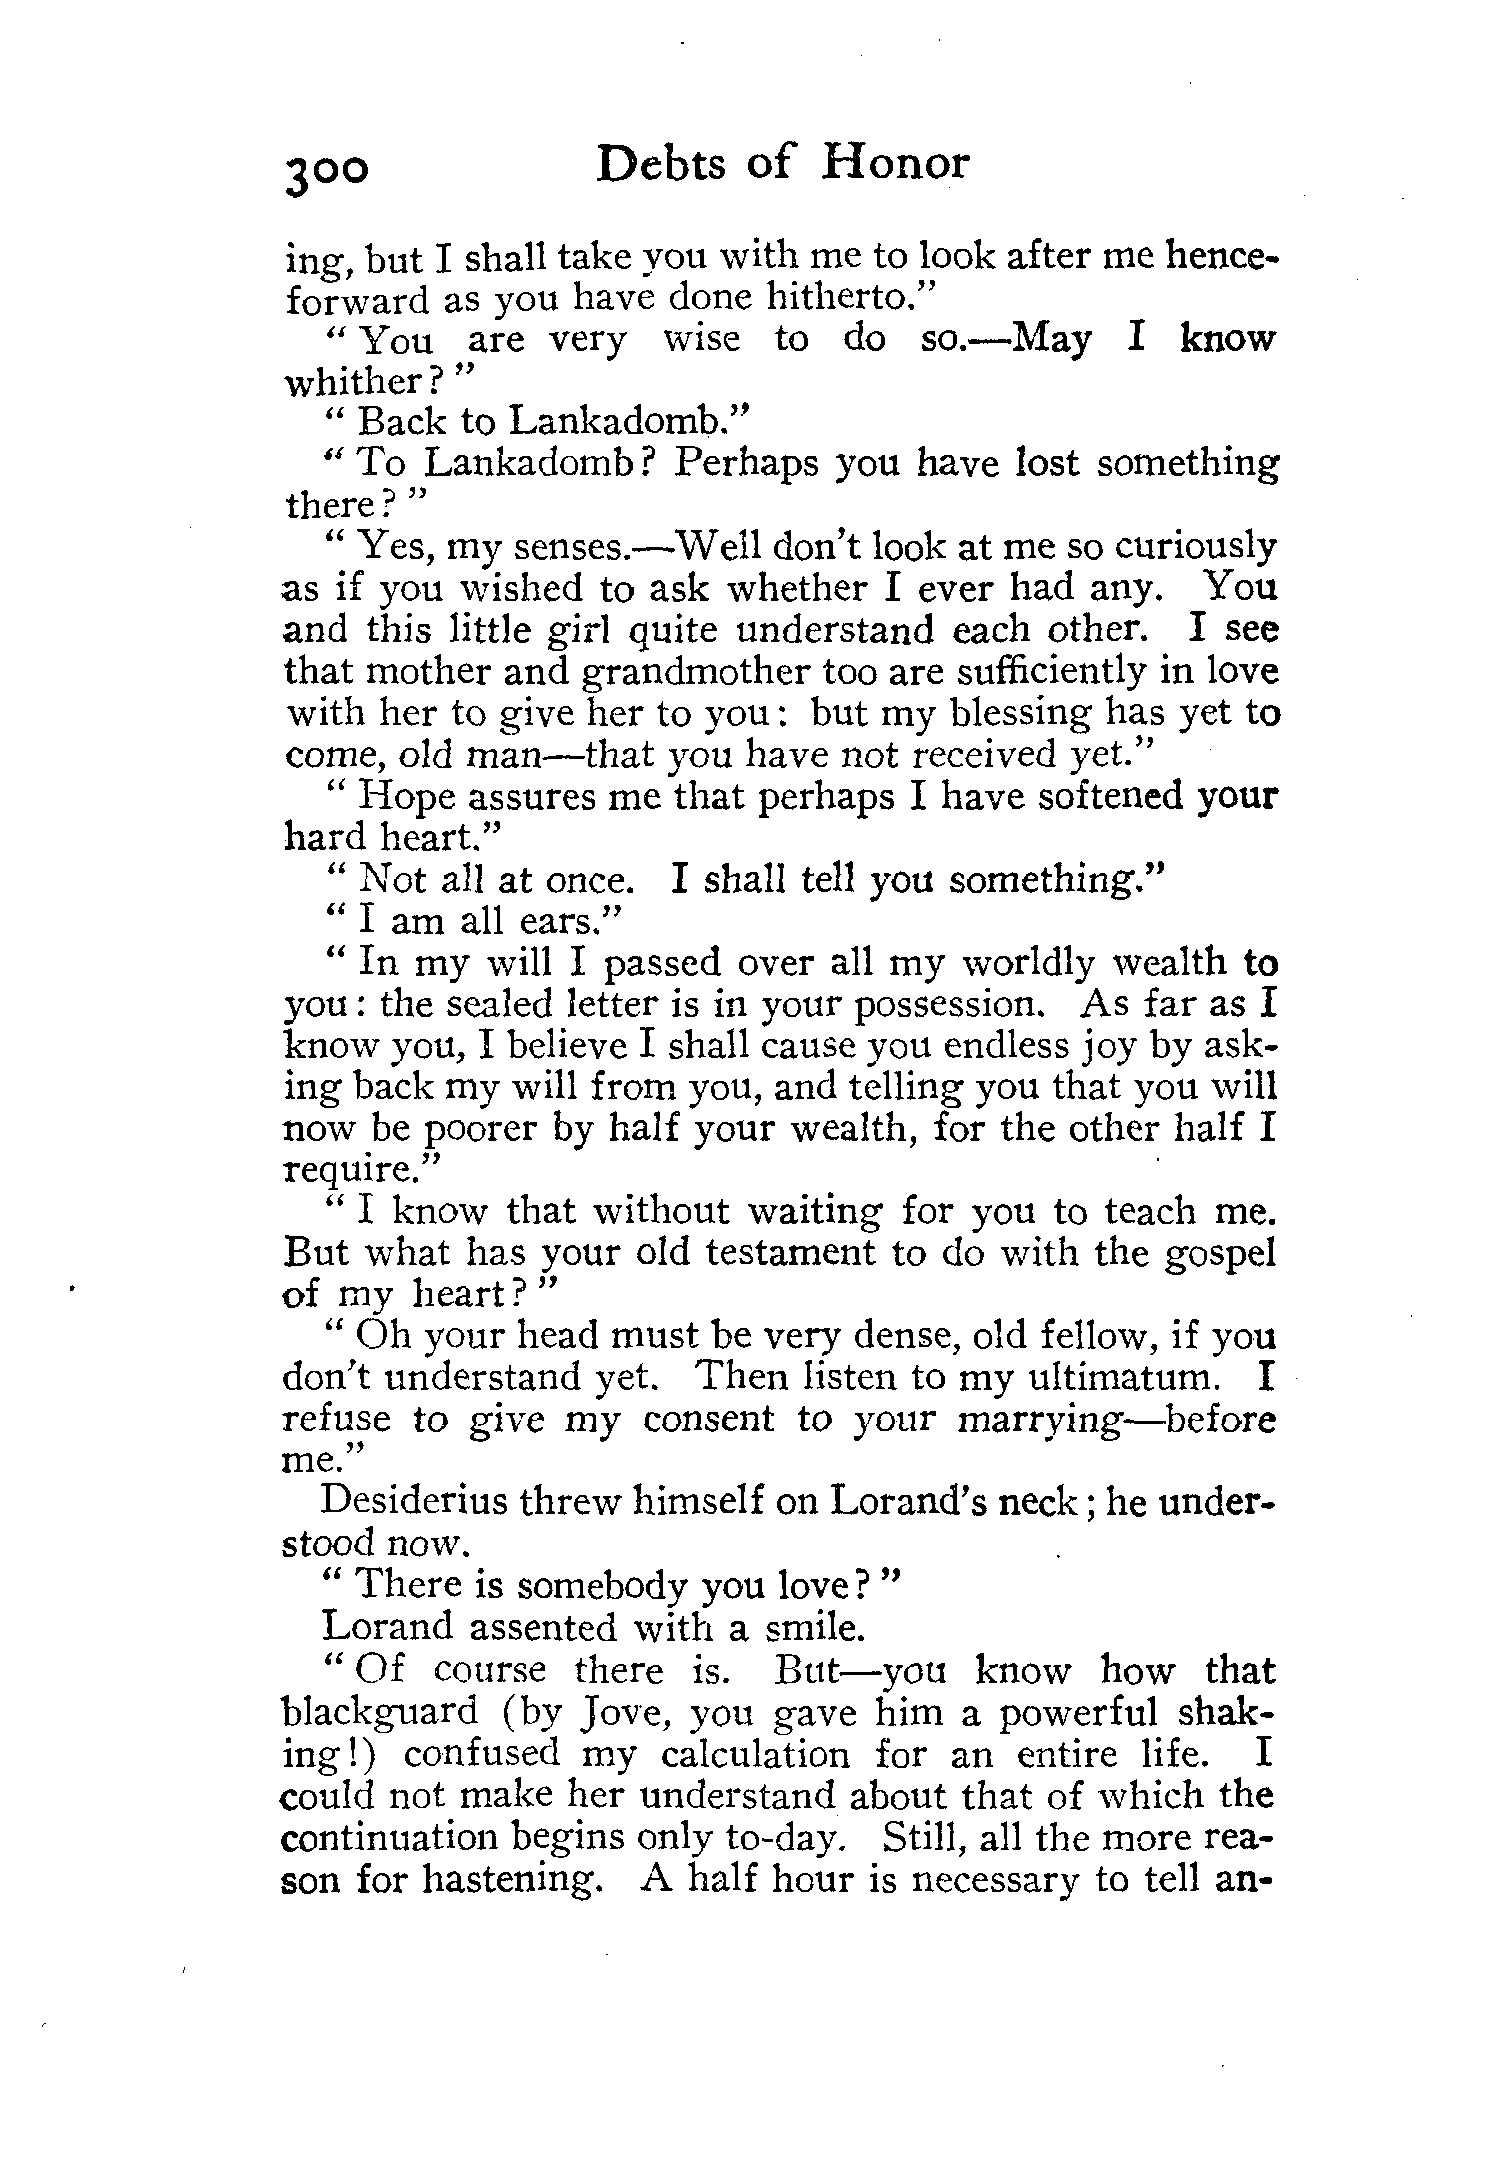 300 Debts of Honor
ing, but I shall take you with me to look after me hence-
forward as you have done hitherto."
" You are very wise to do so.—May I know
whither? "
" Back to Lankadomb."
" To Lankadomb? Perhaps you have lost something
there? "
" Yes, my senses.—Well don't look at me so curiously
as if you wished to ask whether I ever had any. You
and this little girl quite understand each other. I see
that mother and grandmother too are sufficiently in love
with her to give her to you: but my blessing has yet to
come, old man—that you have not received yet."
" Hope assures me that perhaps I have softened your
hard heart."
" Not all at once. I shall tell you something."
" I am all ears."
" In my will I passed over all my worldly wealth to
you: the sealed letter is in your possession. As far as I
know you, I believe I shall cause you endless joy by ask-
ing back my will from you, and telling you that you will
now be poorer by half your wealth, for the other half I
require."
" I know that without waiting for you to teach me.
But what has your old testament to do with the gospel
of my heart? "
" Oh your head must be very dense, old fellow, if you
don't understand yet. Then listen to my ultimatum. I
refuse to give my consent to your marrying—before
me."
Desiderius threw himself on Lorand's neck; he under-
stood now.
" There is somebody you love? "
Lorand assented with a smile.
" Of course there is. But—you know how that
blackguard (by Jove, you gave him a powerful shak-
ing!) confused my calculation for an entire life. I
could not make her understand about that of which the
continuation begins only to-day. Still, all the more rea-
son for hastening. A half hour is necessary to tell an-